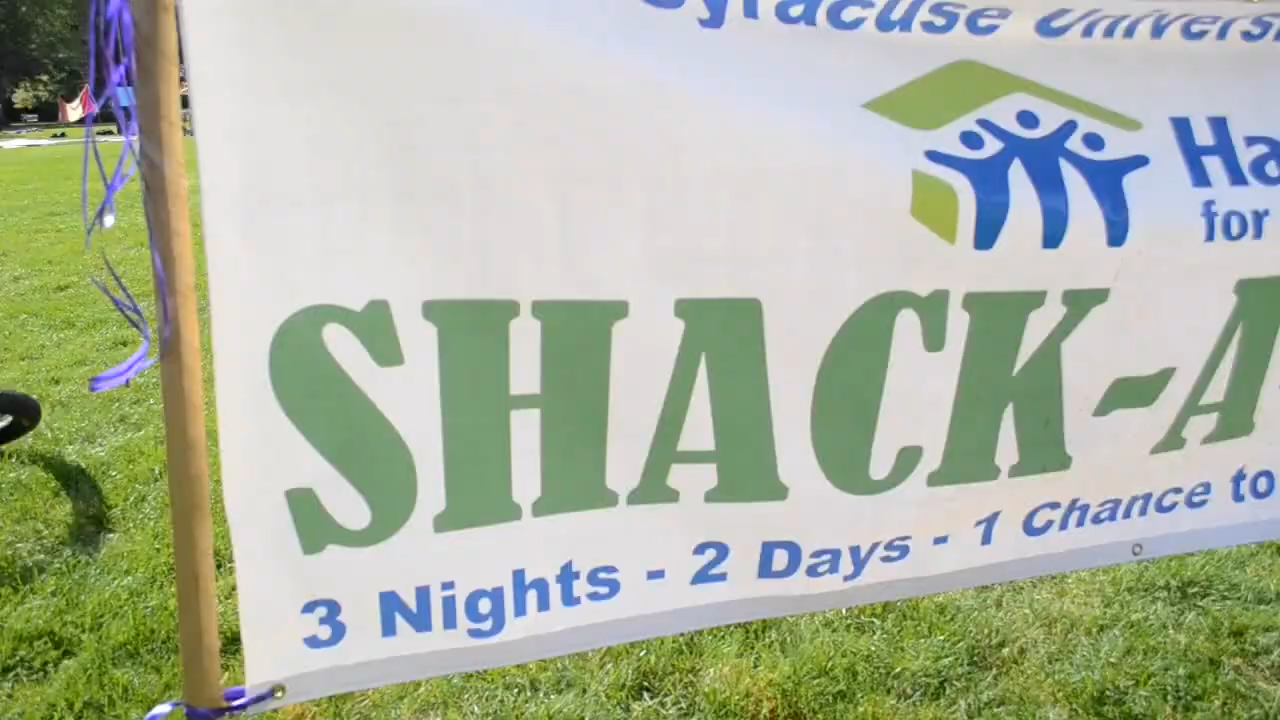 Syracuse Universi
Ha
for
SHACK-A
3 Nights - 2 Days - 1 Chance to